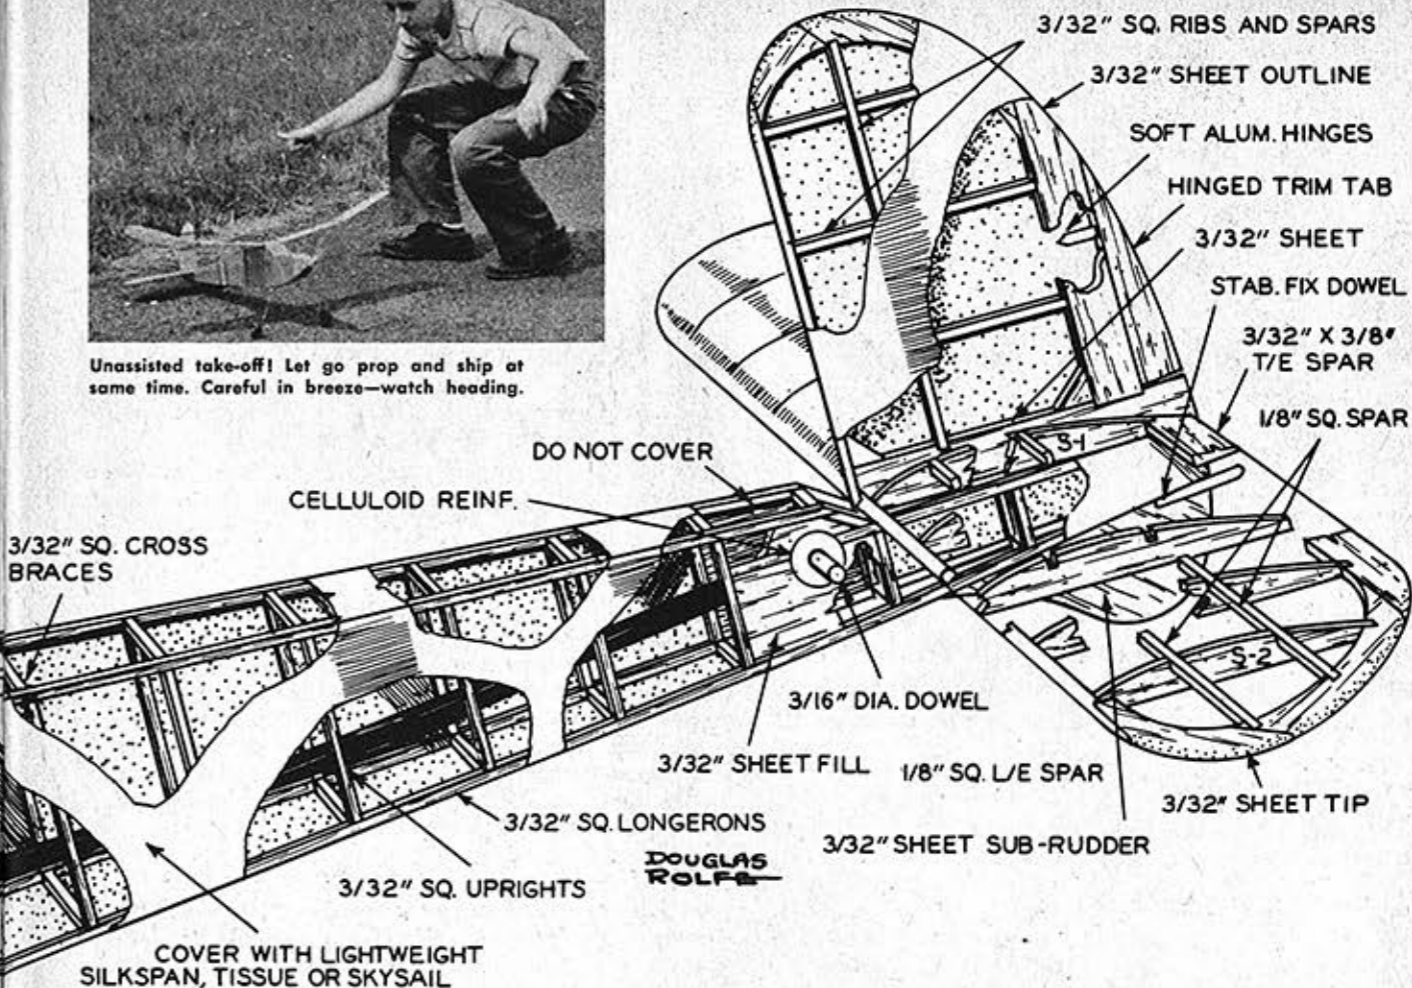 3/32" SQ. RIBS AND SPARS
3/32" SHEET OUTLINE
SOFT ALUM. HINGES
HINGED TRIM TAB
3/32" SHEET
STAB. FIX DOWEL
3/32" X 3/8"
T/E SPAR
1/8" SQ. SPAR
Unassisted take-off! Let go prop and ship at
same time. Careful in breeze—watch heading.
DO NOT COVER
CELLULOID REINF.
3/32" SQ. CROSS
BRACES
S-1
S-2
3/16" DIA. DOWEL
3/32" SHEET FILL
1/8" SQ. L/E SPAR
3/32" SHEET TIP
3/32" SQ. LONGERONS
3/32" SHEET SUB-RUDDER
DOUGLAS
ROLFE
3/32" SQ. UPRIGHTS
COVER WITH LIGHTWEIGHT
SILKSPAN, TISSUE OR SKYSAIL